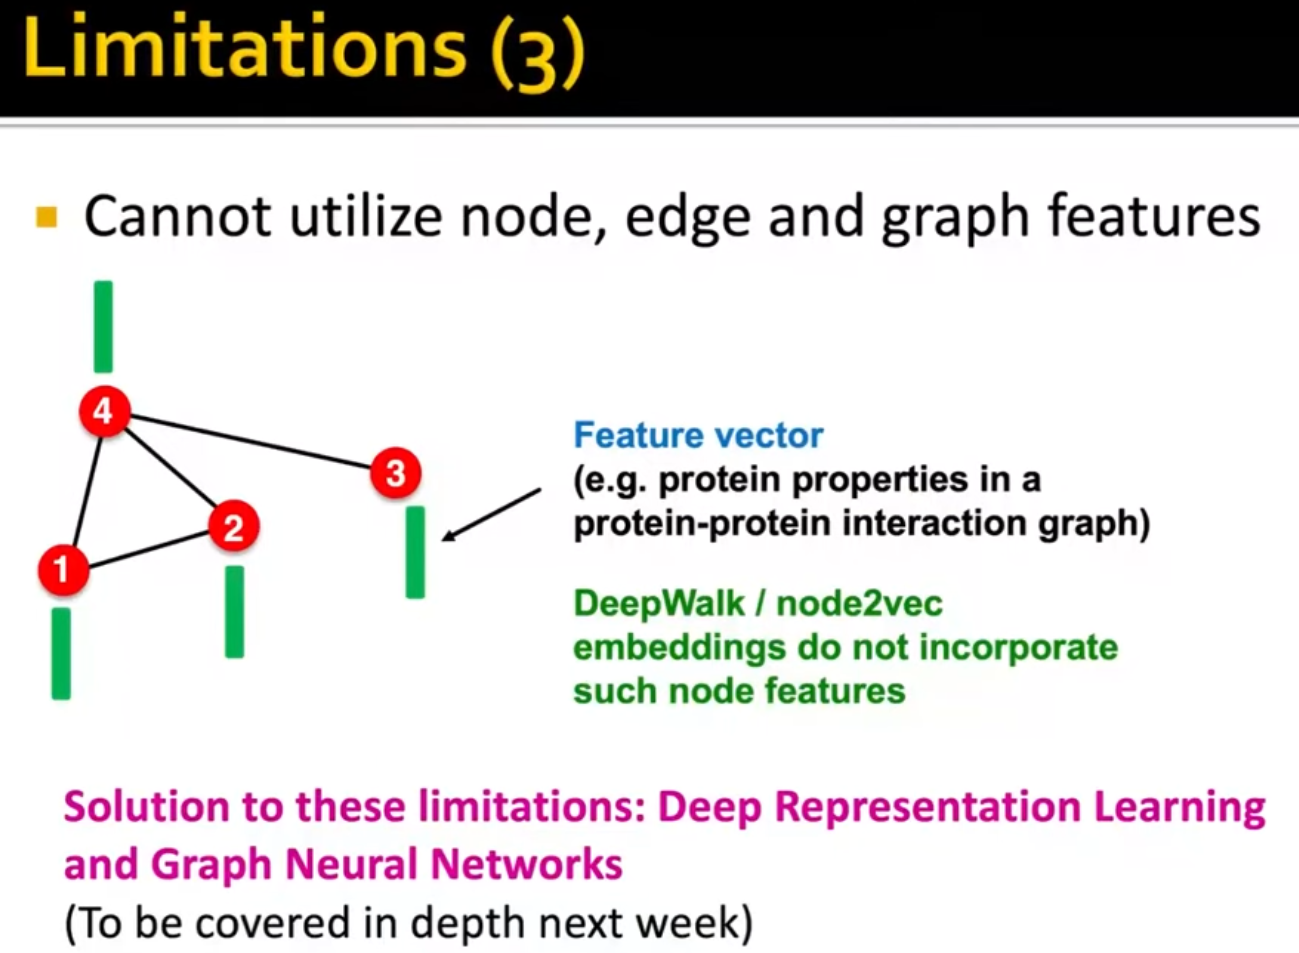 Limitations (3)
Cannot utilize node, edge and graph features
4
3
2
1
Feature vector
(e.g. protein properties in a
protein-protein interaction graph)
DeepWalk / node2vec
embeddings do not incorporate
such node features
Solution to these limitations: Deep Representation Learning
and Graph Neural Networks
(To be covered in depth next week)